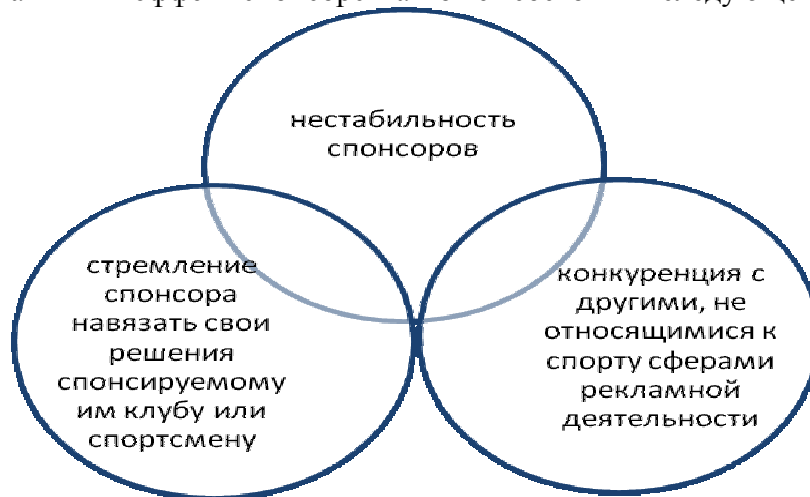 нестабильность
спонсоров
стремление
спонсора
навязать свои
решения
спонсируемому
им клубу или
спортсмену
конкуренция с
другими, не
относящимися к
спорту сферами
рекламной
деятельности